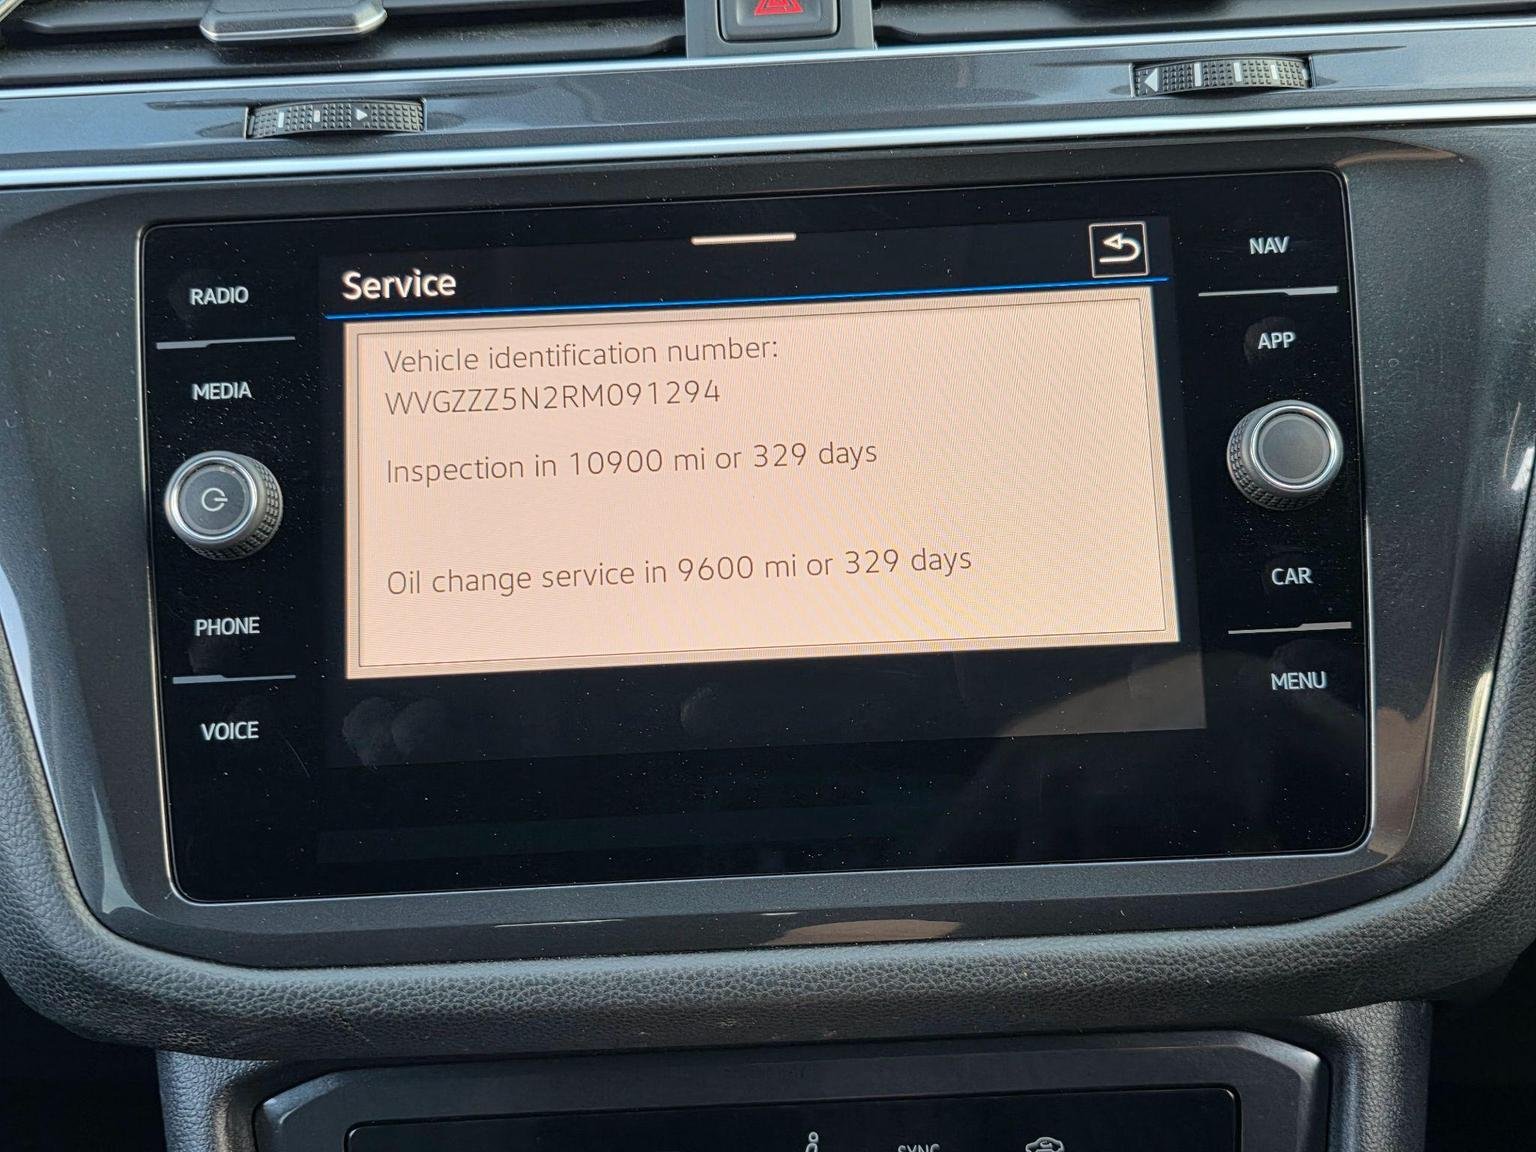 Service
RADIO
MEDIA
PHONE
VOICE
Vehicle identification number:
WVGZZZ5N2RM091294
Inspection in 10900 mi or 329 days
Oil change service in 9600 mi or 329 days
NAV
APP
CAR
MENU
SYNC